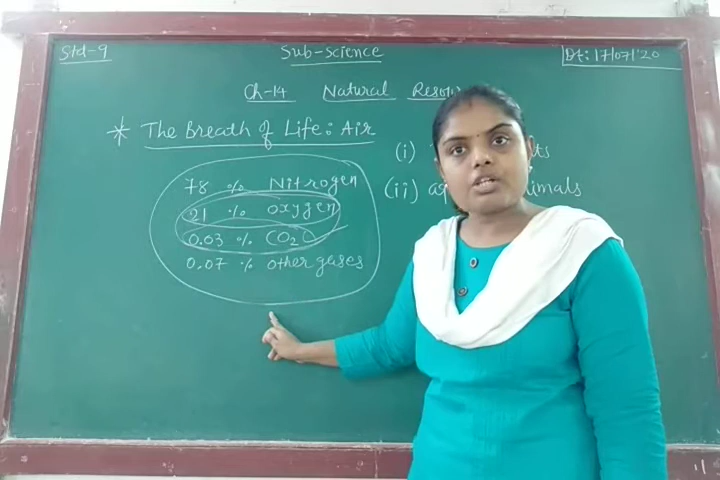 Std-9
Sub-science
Dt: 17/07/'20
Ch-14 Natural
* The Breath of Life: Air
78 % Nitrogen
21 % oxygen
0.03 % CO2
0.07 % other gases
(i)
(ii)